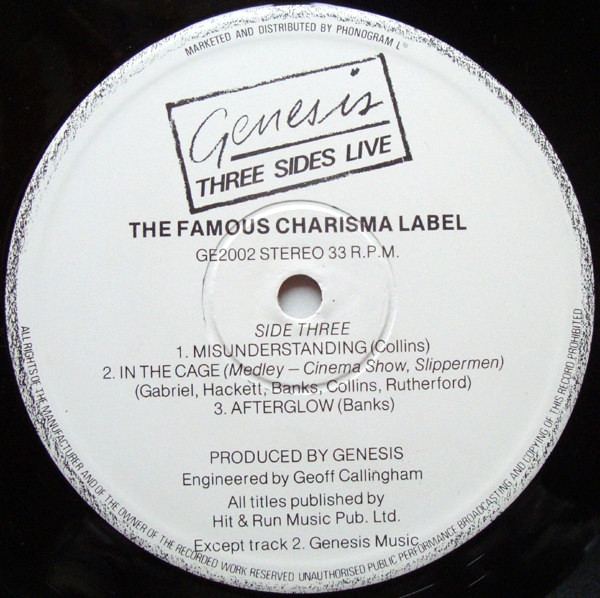 MARKETED AND DISTRIBUTED BY PHONOGRAM Ltd
Genesis
THREE SIDES LIVE
THE FAMOUS CHARISMA LABEL
GE2002 STEREO 33 R.P.M.
SIDE THREE
1. MISUNDERSTANDING (Collins)
2. IN THE CAGE (Medley – Cinema Show, Slippermen)
(Gabriel, Hackett, Banks, Collins, Rutherford)
3. AFTERGLOW (Banks)
PRODUCED BY GENESIS
Engineered by Geoff Callingham
All titles published by
Hit & Run Music Pub. Ltd.
Except track 2. Genesis Music
ALL RIGHTS OF THE MANUFACTURER AND OF THE OWNER OF THE RECORDED WORK RESERVED UNAUTHORISED PUBLIC PERFORMANCE BROADCASTING AND COPYING OF THIS RECORD PROHIBITED